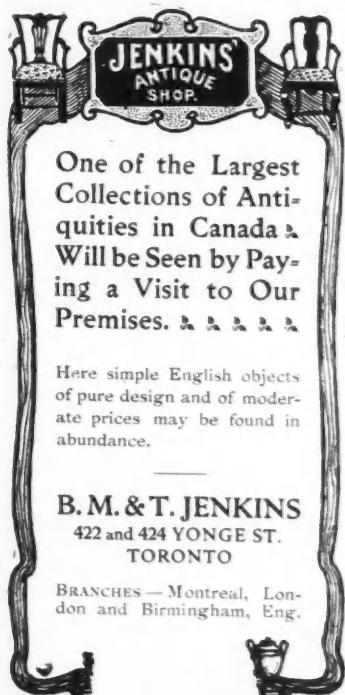 JENKINS'
ANTIQUE
SHOP.
One of the Largest
Collections of Anti=
quities in Canada
Will be Seen by Pay=
ing a Visit to Our
Premises.
Here simple English objects
of pure design and of moder-
ate prices may be found in
abundance.
B. M. & T. JENKINS
422 and 424 YONGE ST.
TORONTO
BRANCHES — Montreal, Lon-
don and Birmingham, Eng.